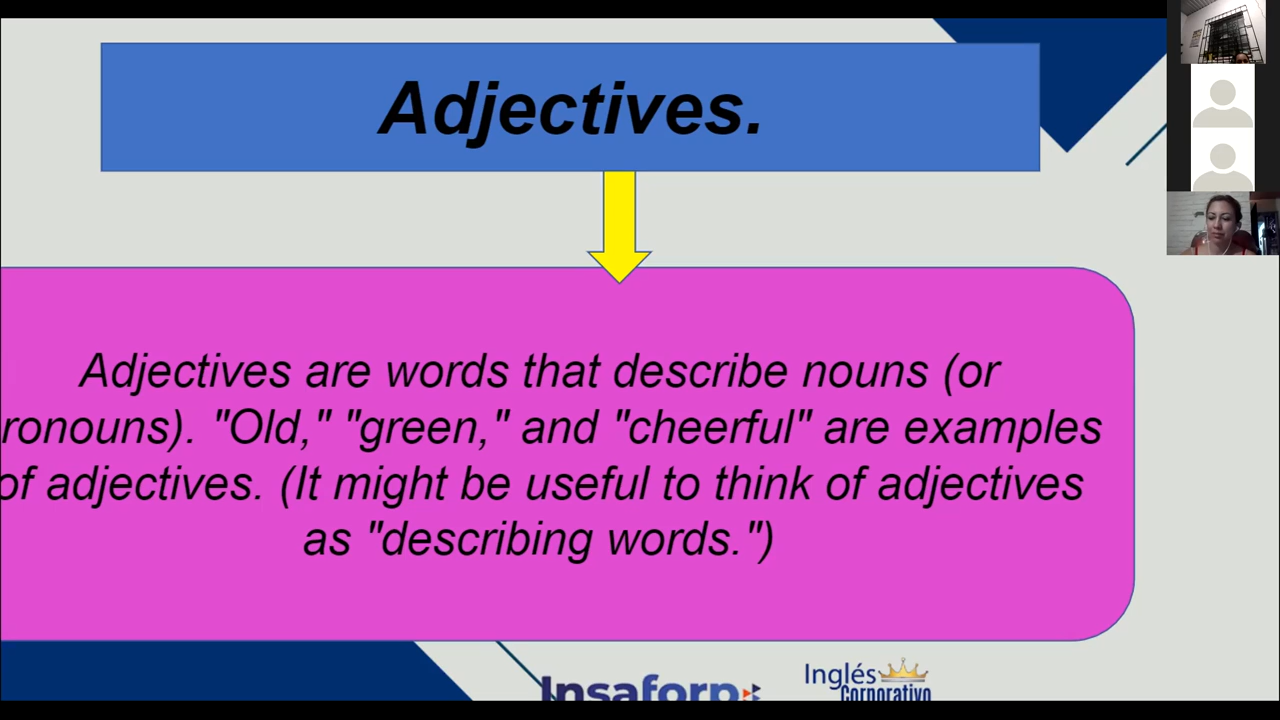 Adjectives.
Adjectives are words that describe nouns (or
ronouns). "Old," "green," and "cheerful" are examples
of adjectives. (It might be useful to think of adjectives
as "describing words.")
Insaforp
Inglés
Corporativo